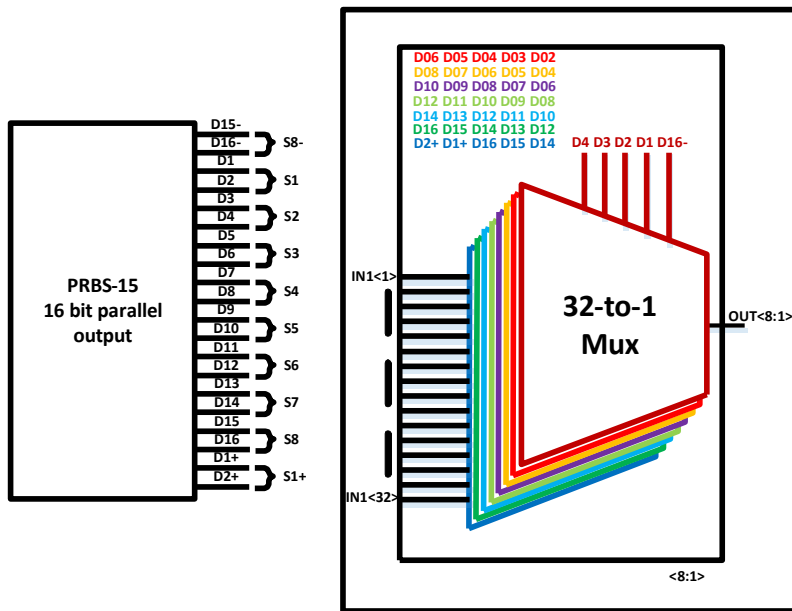 D15-
D16-
D1
D2
D3
D4
D5
D6
D7
D8
D9
D10
D11
D12
D13
D14
D15
D16
D1+
D2+
S8-
S1
S2
S3
S4
S5
S6
S7
S8
S1+
PRBS-15
16 bit parallel
output
D06 D05 D04 D03 D02
D08 D07 D06 D05 D04
D10 D09 D08 D07 D06
D12 D11 D10 D09 D08
D14 D13 D12 D11 D10
D16 D15 D14 D13 D12
D2+ D1+ D16 D15 D14
D4 D3 D2 D1 D16-
IN1<1>
IN1<32>
32-to-1
Mux
OUT<8:1>
<8:1>